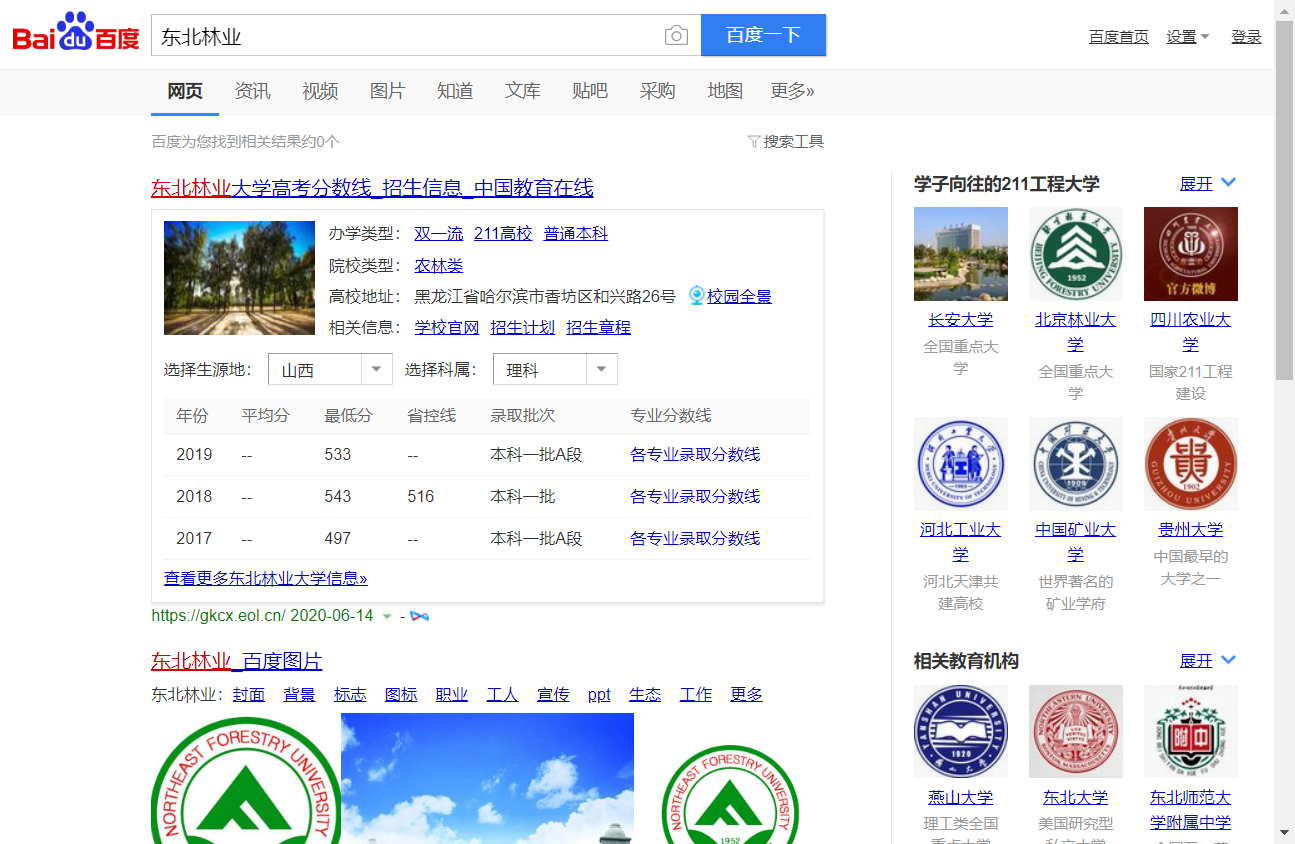 Bai du 百度
东北林业
百度一下
百度首页 设置 登录
网页 资讯 视频 图片 知道 文库 贴吧 采购 地图 更多»
百度为您找到相关结果约0个
搜索工具
东北林业大学高考分数线_招生信息_中国教育在线
办学类型： 双一流 211高校 普通本科
院校类型： 农林类
高校地址： 黑龙江省哈尔滨市香坊区和兴路26号 校园全景
相关信息： 学校官网 招生计划 招生章程
选择生源地： 山西 选择科属： 理科
年份 平均分 最低分 省控线 录取批次 专业分数线
2019 -- 533 -- 本科一批A段 各专业录取分数线
2018 -- 543 516 本科一批 各专业录取分数线
2017 -- 497 -- 本科一批A段 各专业录取分数线
查看更多东北林业大学信息»
https://gkcx.eol.cn/ 2020-06-14 -
东北林业_百度图片
东北林业： 封面 背景 标志 图标 职业 工人 宣传 ppt 生态 工作 更多
NORTHEAST FORESTRY UNIVERSITY
NORTHEAST FORESTRY UNIVERSITY
1952
学子向往的211工程大学 展开
BEIJING FORESTRY UNIVERSITY
1952
官方微博
长安大学 北京林业大 四川农业大
学 学
全国重点大 全国重点大 国家211工程
学 学 建设
贵
GUIZHOU UNIVERSITY
1902
1909
河北工业大 中国矿业大 贵州大学
学 学
河北天津共 世界著名的 中国最早的
建高校 矿业学府 大学之一
相关教育机构 展开
YANSHAN UNIVERSITY
1920
NORTHEASTERN UNIVERSITY
附中
燕山大学 东北大学 东北师范大
学附属中学
理工类全国 美国研究型